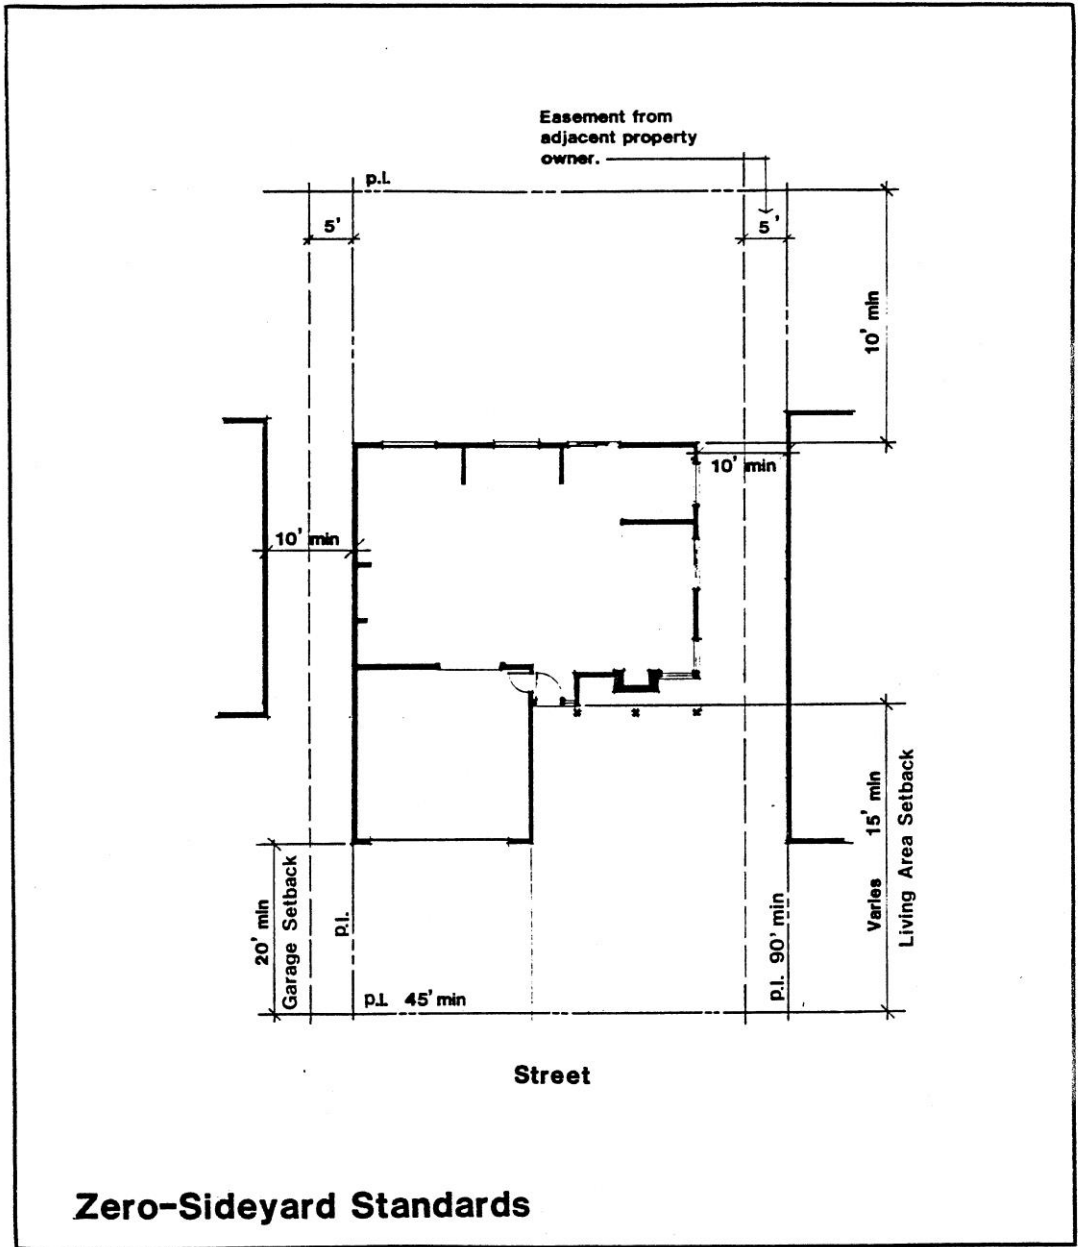 Easement from
adjacent property
owner.
p.l.
5'
5'
10' min
10' min
10' min
15' min
Varies
Living Area Setback
20' min
Garage Setback
p.l.
p.l. 90' min
p.l. 45' min
Street
Zero-Sideyard Standards